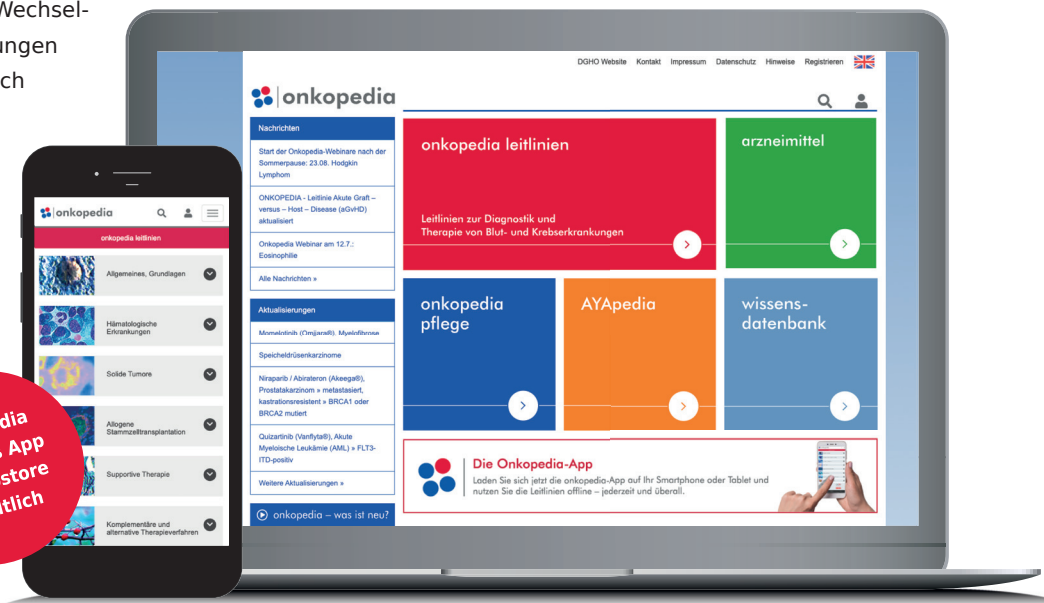 Wechsel-
ungen
ch
DGHO Website Kontakt Impressum Datenschutz Hinweise Registrieren
onkopedia
Nachrichten
Start der Onkopedia-Webinare nach der
Sommerpause: 23.08. Hodgkin
Lymphom
ONKOPEDIA - Leitlinie Akute Graft –
versus – Host – Disease (aGvHD)
aktualisiert
Onkopedia Webinar am 12.7.:
Eosinophilie
Alle Nachrichten »
Aktualisierungen
Momelotinib (Omjjara®), Myelofibrose
Speicheldrüsenkarzinome
Niraparib / Abirateron (Akeega®),
Prostatakarzinom » metastasiert,
kastrationsresistent » BRCA1 oder
BRCA2 mutiert
Quizartinib (Vanflyta®), Akute
Myeloische Leukämie (AML) » FLT3-
ITD-positiv
Weitere Aktualisierungen »
onkopedia – was ist neu?
onkopedia leitlinien
Leitlinien zur Diagnostik und
Therapie von Blut- und Krebserkrankungen
arzneimittel
onkopedia
pflege
AYApedia
wissens-
datenbank
Die Onkopedia-App
Laden Sie sich jetzt die onkopedia-App auf Ihr Smartphone oder Tablet und
nutzen Sie die Leitlinien offline – jederzeit und überall.
onkopedia
onkopedia leitlinien
Allgemeines, Grundlagen
Hämatologische
Erkrankungen
Solide Tumore
Allogene
Stammzelltransplantation
Supportive Therapie
Komplementäre und
alternative Therapieverfahren
dia
App
store
tlich